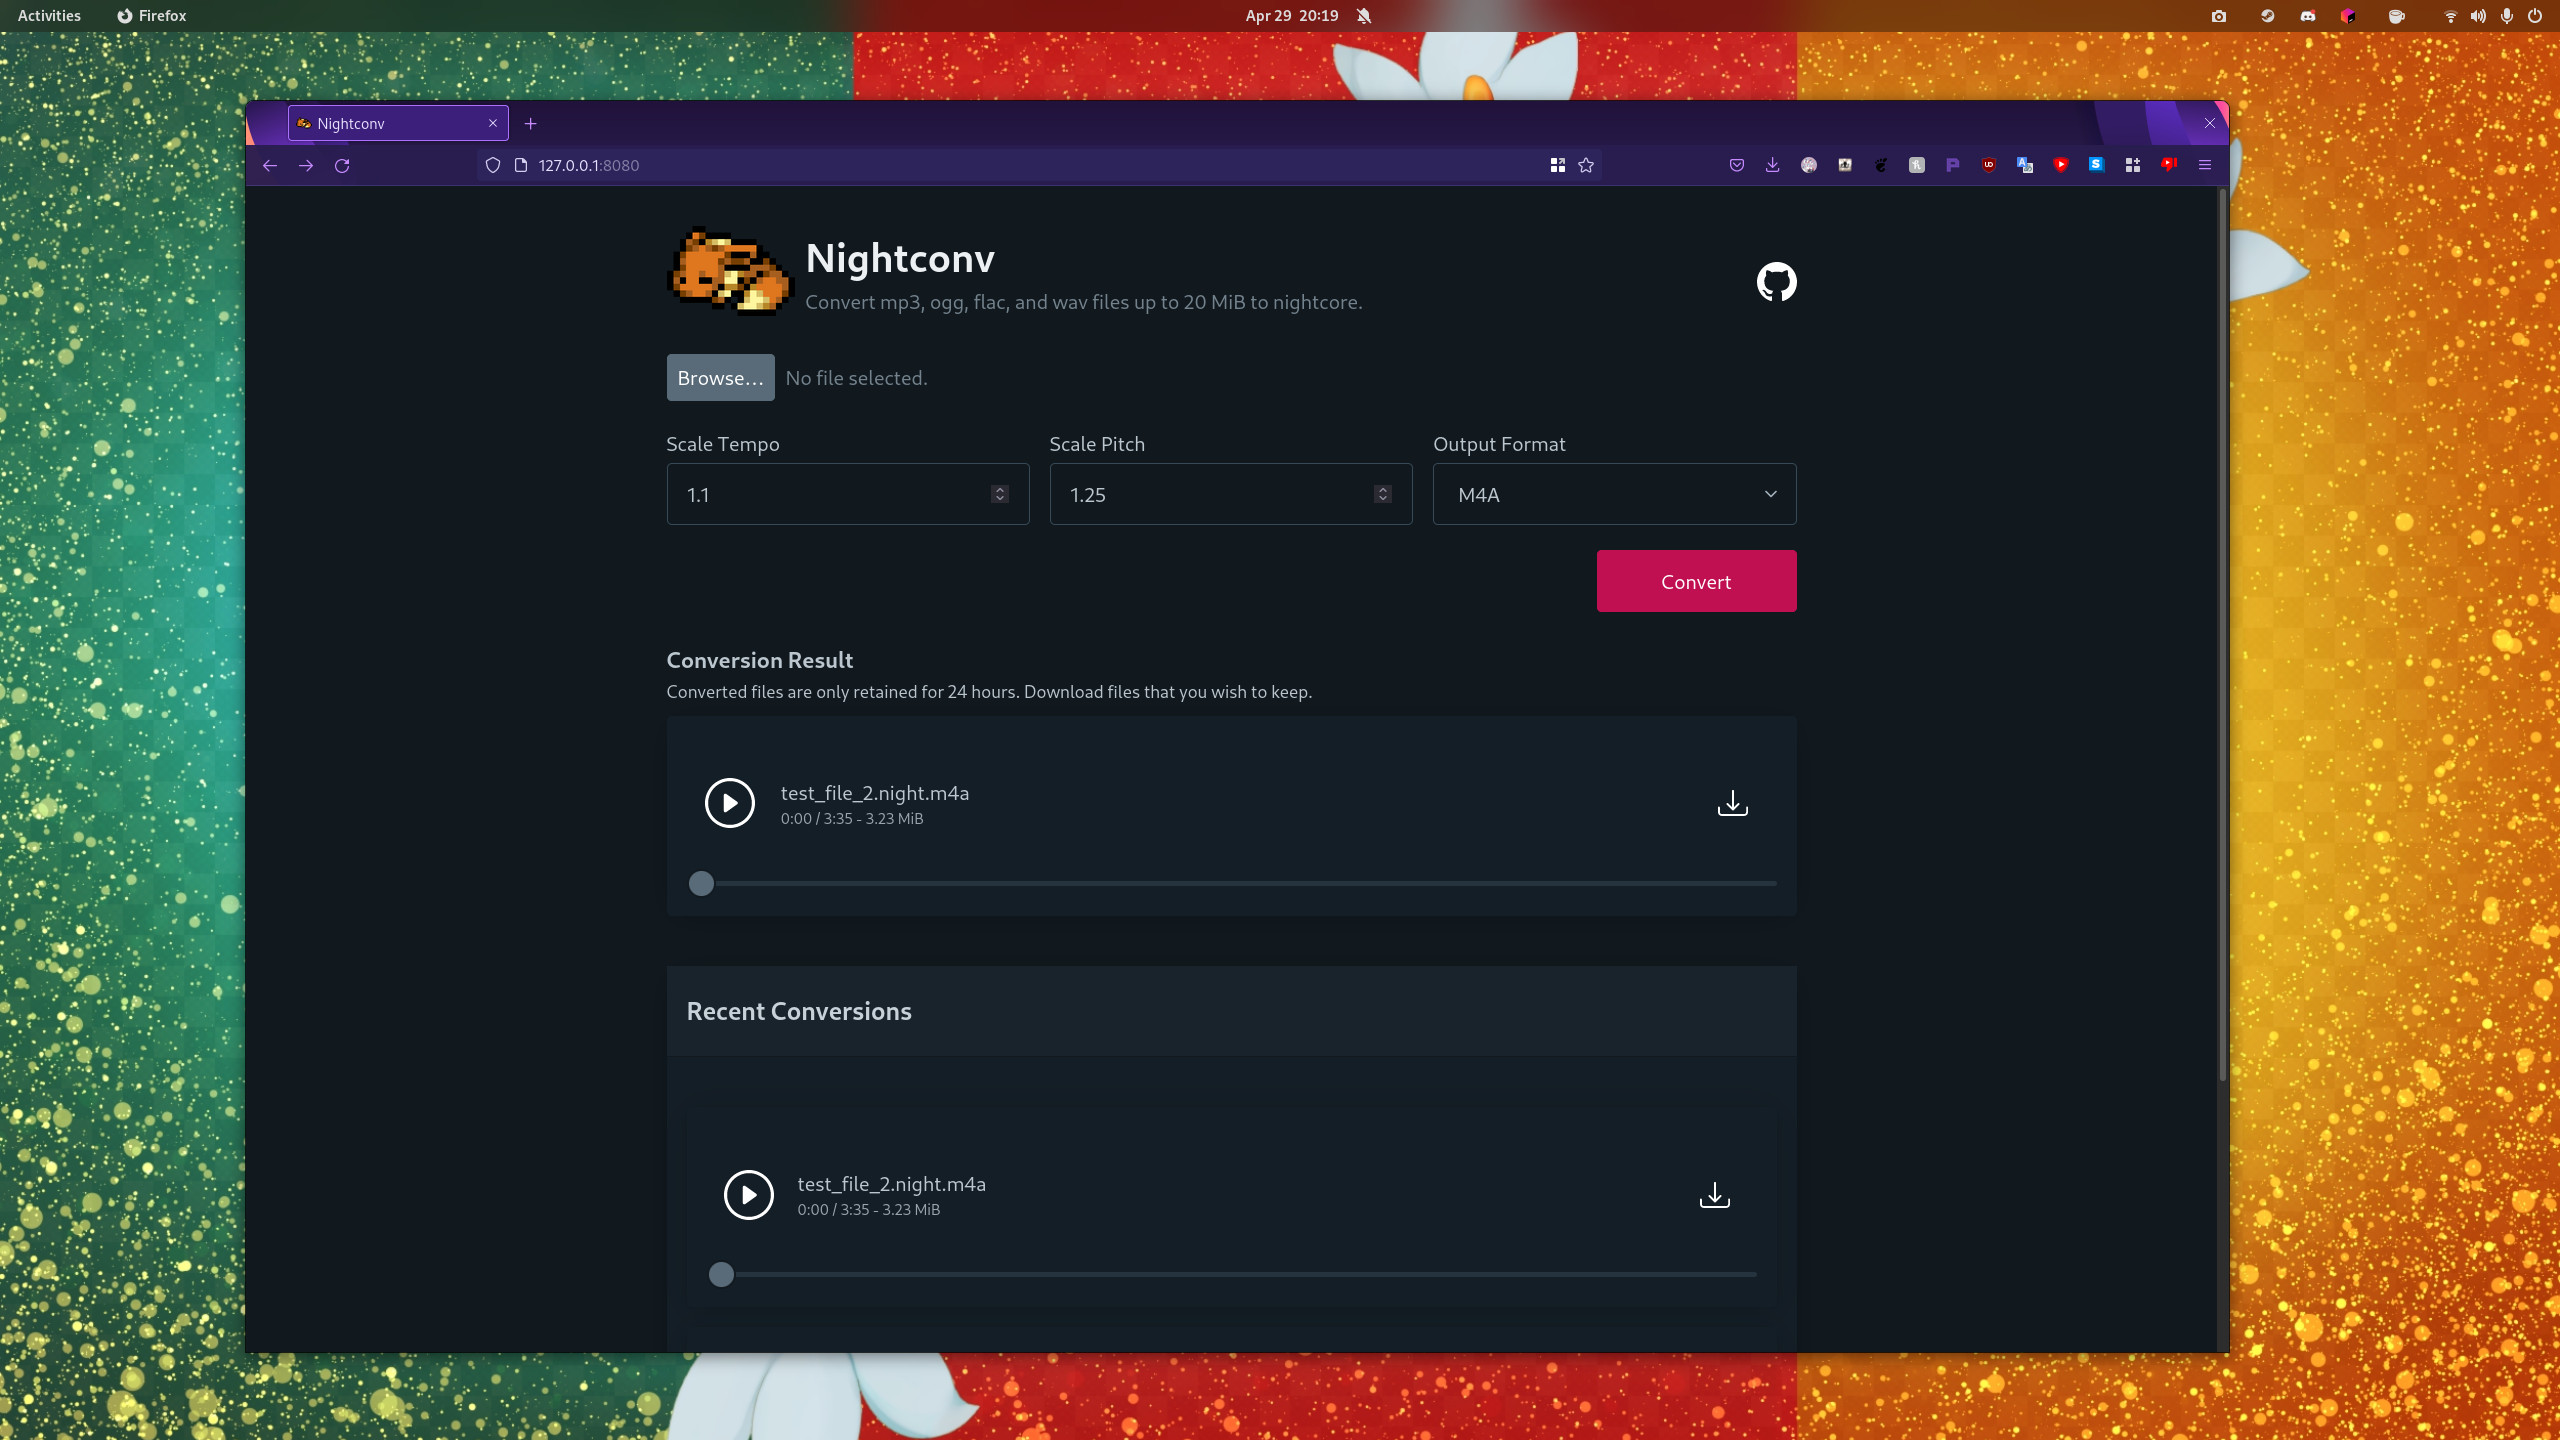 Activities
Firefox
Apr 29 20:19
Nightconv
127.0.0.1:8080
Nightconv
Convert mp3, ogg, flac, and wav files up to 20 MiB to nightcore.
Browse…
No file selected.
Scale Tempo
Scale Pitch
Output Format
1.1
1.25
M4A
Convert
Conversion Result
Converted files are only retained for 24 hours. Download files that you wish to keep.
test_file_2.night.m4a
0:00 / 3:35 - 3.23 MiB
Recent Conversions
test_file_2.night.m4a
0:00 / 3:35 - 3.23 MiB